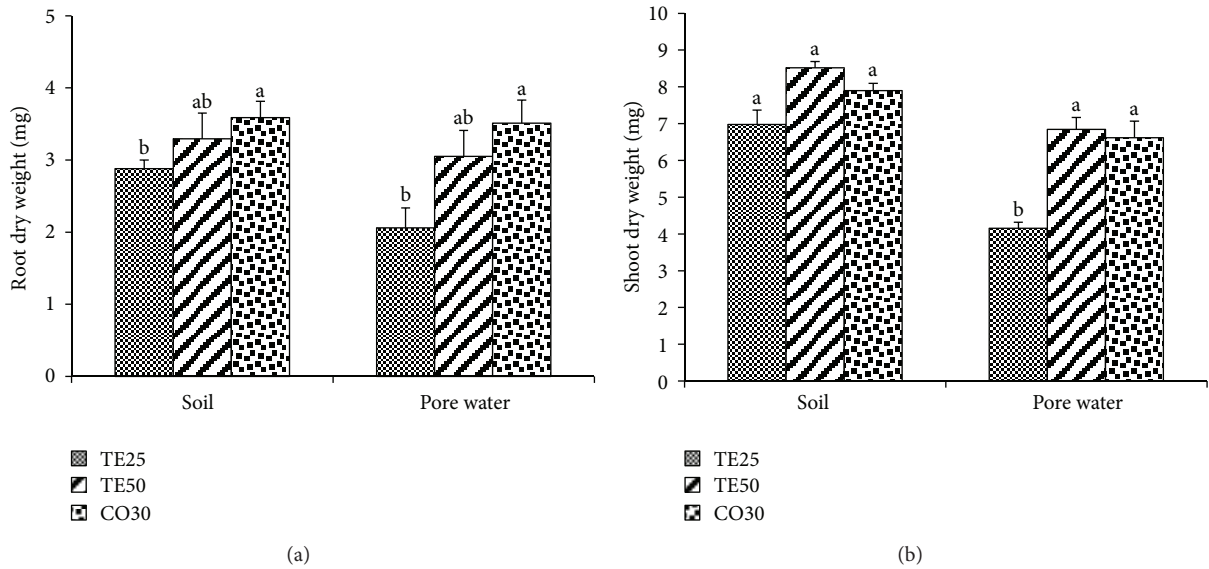 5
4
3
2
1
0
Root dry weight (mg)
b
ab
a
b
ab
a
Soil
Pore water
TE25
TE50
CO30
(a)
10
9
8
7
6
5
4
3
2
1
0
Shoot dry weight (mg)
a
a
a
b
a
a
Soil
Pore water
TE25
TE50
CO30
(b)